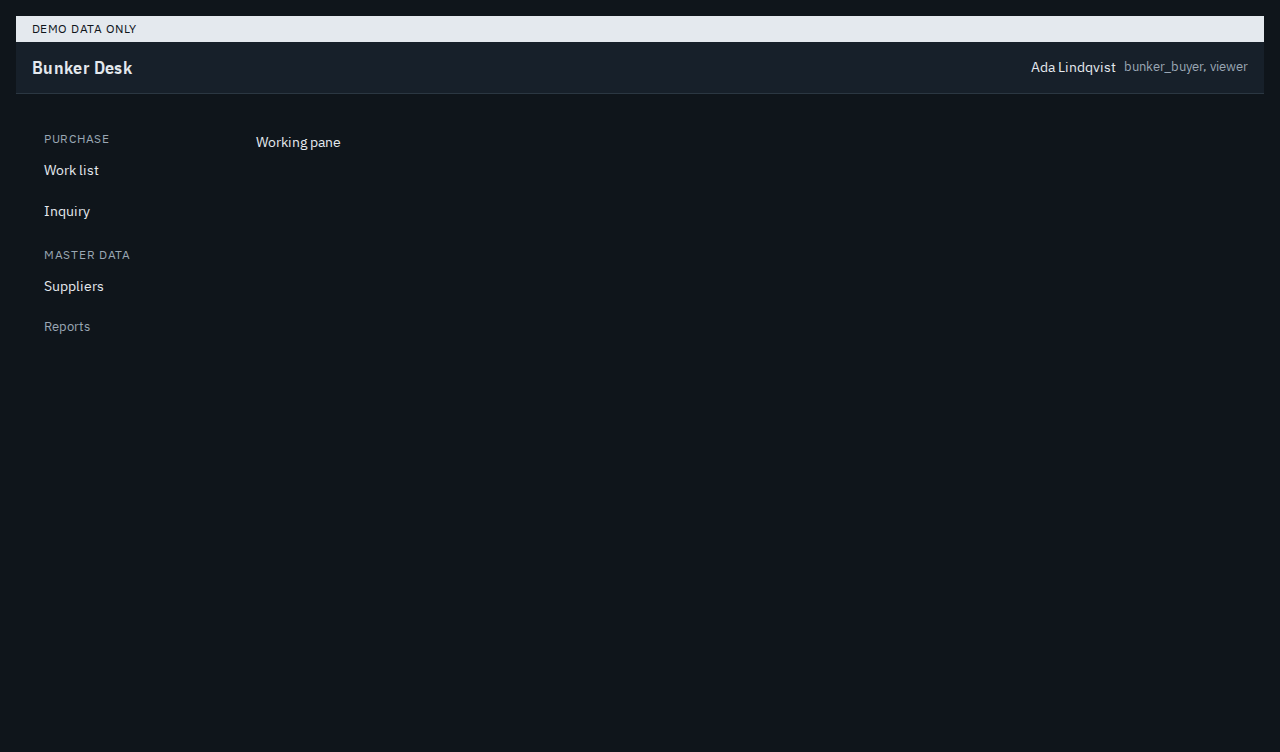 DEMO DATA ONLY
Bunker Desk
Ada Lindqvist bunker_buyer, viewer
PURCHASE
Work list
Inquiry
MASTER DATA
Suppliers
Reports
Working pane